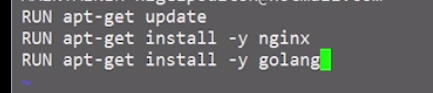 RUN apt-get update
RUN apt-get install -y nginx
RUN apt-get install -y golang
~